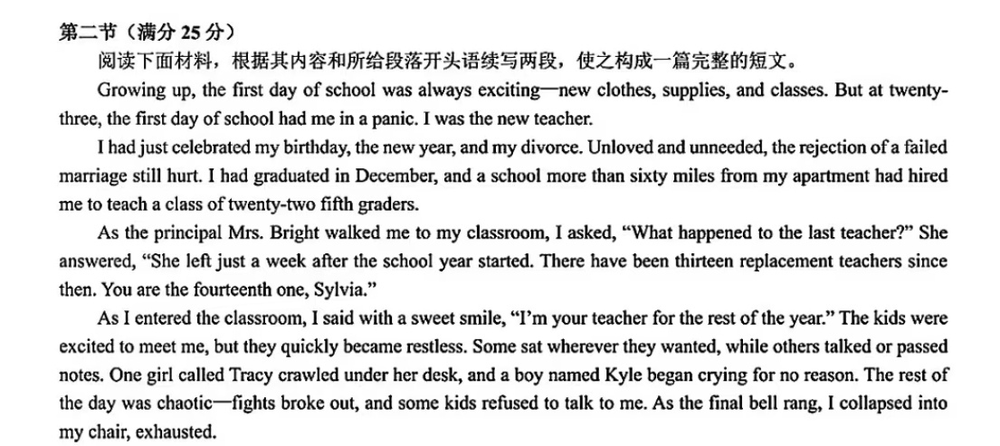 第二节（满分 25 分）
阅读下面材料，根据其内容和所给段落开头语续写两段，使之构成一篇完整的短文。
Growing up, the first day of school was always exciting—new clothes, supplies, and classes. But at twenty-
three, the first day of school had me in a panic. I was the new teacher.
I had just celebrated my birthday, the new year, and my divorce. Unloved and unneeded, the rejection of a failed
marriage still hurt. I had graduated in December, and a school more than sixty miles from my apartment had hired
me to teach a class of twenty-two fifth graders.
As the principal Mrs. Bright walked me to my classroom, I asked, “What happened to the last teacher?” She
answered, “She left just a week after the school year started. There have been thirteen replacement teachers since
then. You are the fourteenth one, Sylvia.”
As I entered the classroom, I said with a sweet smile, “I’m your teacher for the rest of the year.” The kids were
excited to meet me, but they quickly became restless. Some sat wherever they wanted, while others talked or passed
notes. One girl called Tracy crawled under her desk, and a boy named Kyle began crying for no reason. The rest of
the day was chaotic—fights broke out, and some kids refused to talk to me. As the final bell rang, I collapsed into
my chair, exhausted.